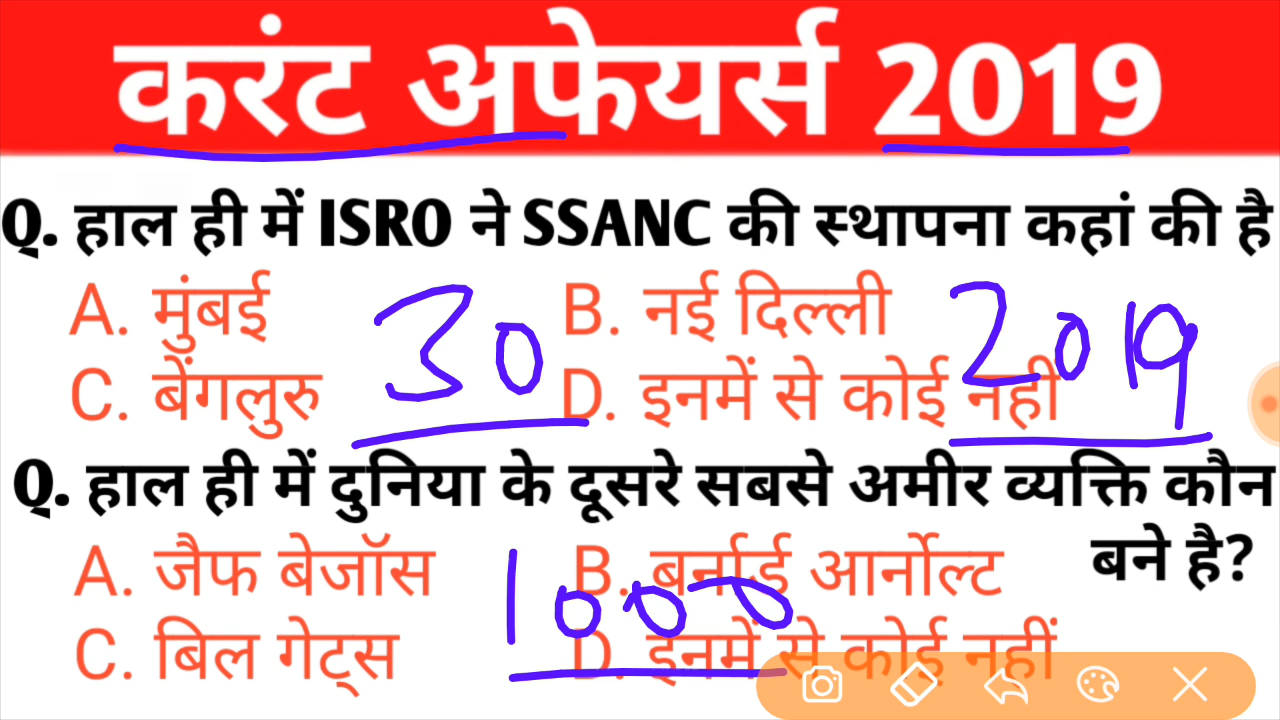 करंट अफेयर्स 2019
Q. हाल ही में ISRO ने SSANC की स्थापना कहां की है
A. मुंबई B. नई दिल्ली
30 2019
C. बेंगलुरु D. इनमें से कोई नहीं
Q. हाल ही में दुनिया के दूसरे सबसे अमीर व्यक्ति कौन
बने है?
A. जैफ बेजॉस B. बर्नार्ड आर्नोल्ट
1000
C. बिल गेट्स D. इनमें से कोई नहीं